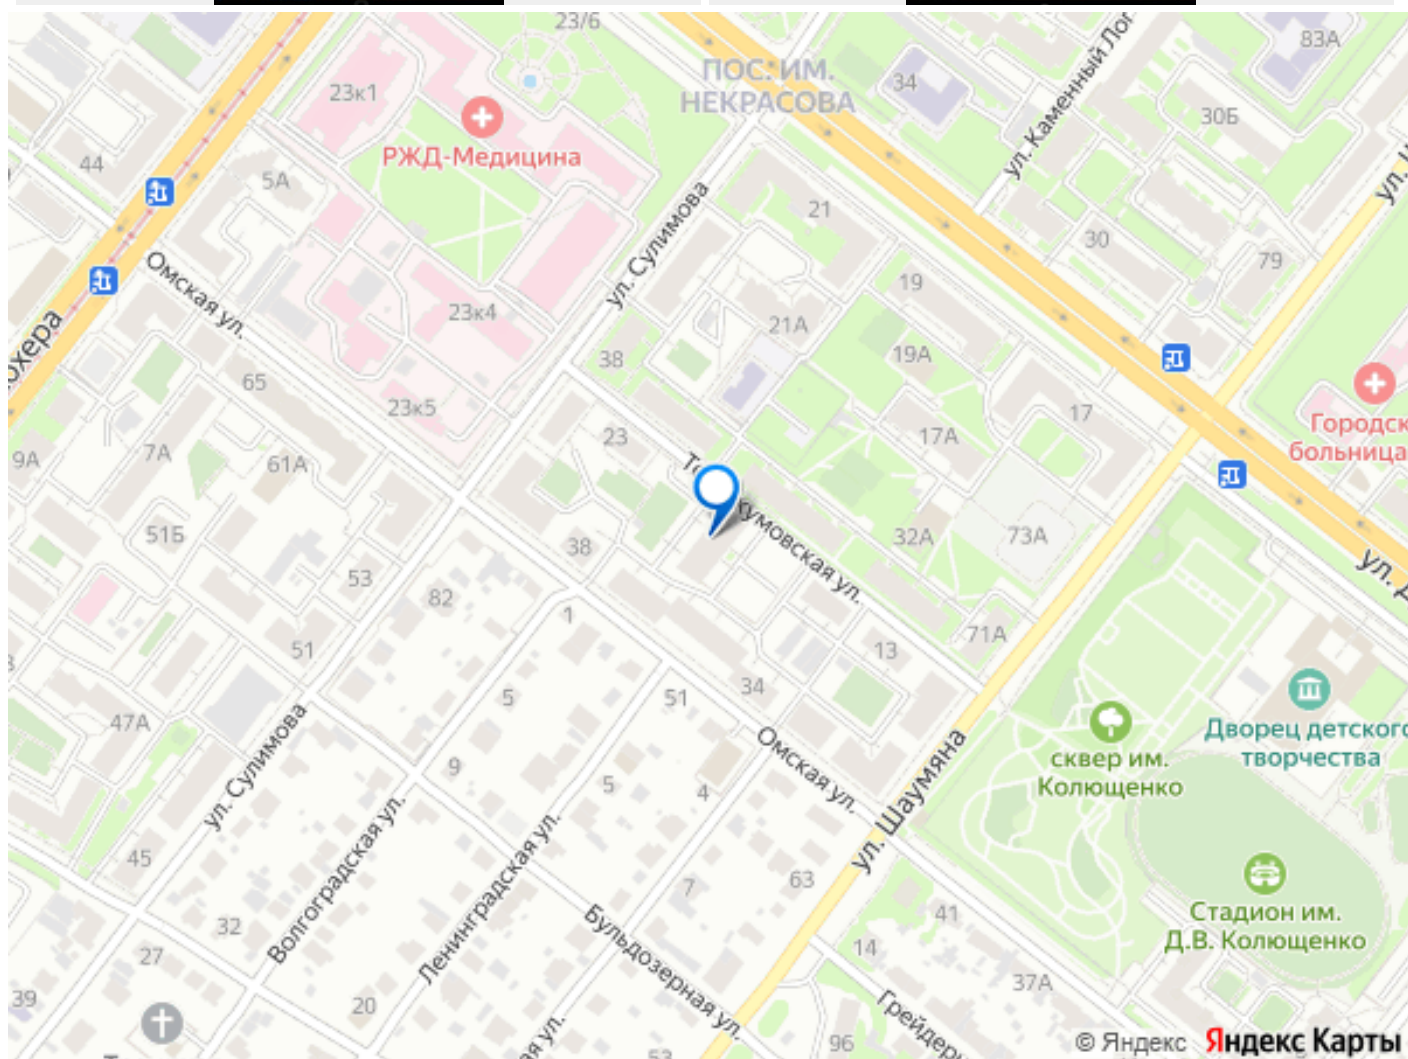 23/6
83А
ПОС. ИМ.
НЕКРАСОВА
34
23к1
ул. Каменный Лог
30Б
44
РЖД-Медицина
5А
21
ул. Сулимова
30
79
Омская ул.
19
23к4
21А
19А
38
65
23к5
17
Городск
больница
23
17А
9А
7А
61А
51Б
32А
73А
38
53
82
1
71А
51
13
5
51
34
47А
Дворец детского
творчества
ул. Сулимова
Омская ул.
сквер им.
Колющенко
9
5
4
ул. Шаумяна
45
63
7
Волгоградская ул.
Ленинградская ул.
Стадион им.
Д.В. Колющенко
32
41
27
Бульдозерная ул.
14
39
20
37А
96
53
© Яндекс Яндекс Карты